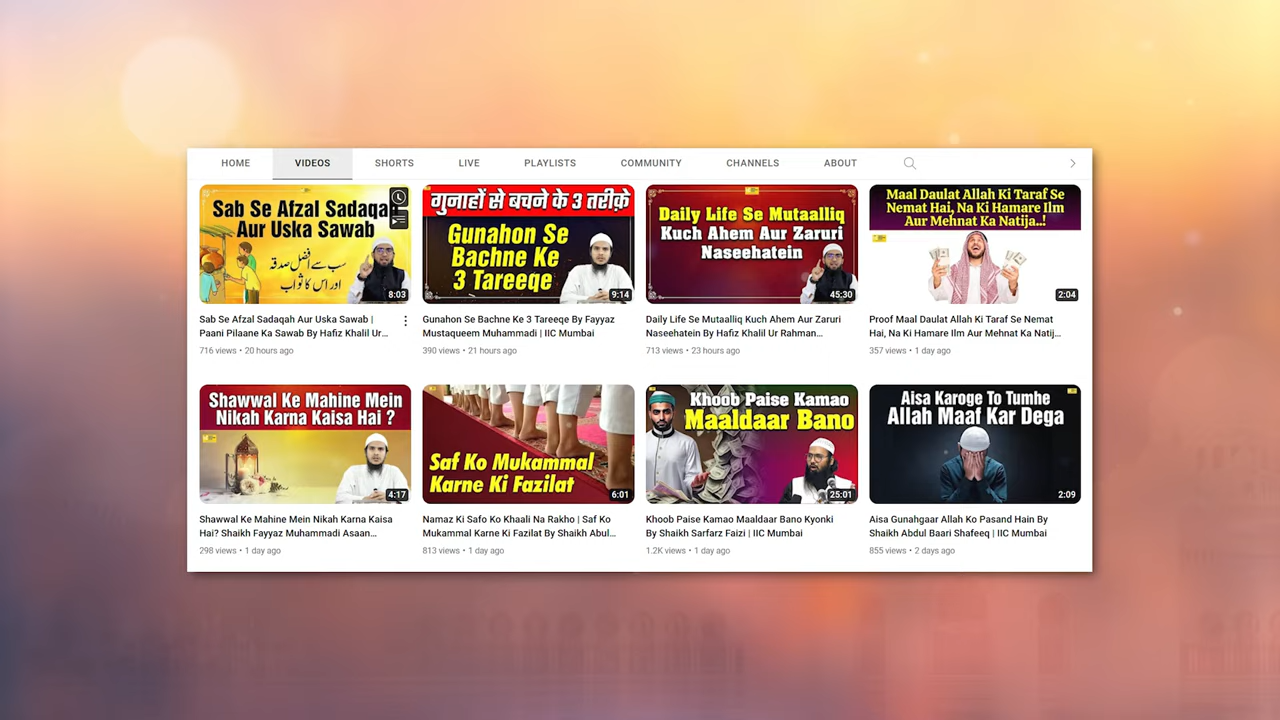 HOME VIDEOS SHORTS LIVE PLAYLISTS COMMUNITY CHANNELS ABOUT
Sab Se Afzal Sadaqa
Aur Uska Sawab
سب سے افضل صدقہ
اور اس کا ثواب
8:03
Sab Se Afzal Sadaqah Aur Uska Sawab |
Paani Pilaane Ka Sawab By Hafiz Khalil Ur...
716 views • 20 hours ago
गुनाहों से बचने के 3 तरीक़े
Gunahon Se
Bachne Ke
3 Tareeqe
9:14
Gunahon Se Bachne Ke 3 Tareeqe By Fayyaz
Mustaqueem Muhammadi | IIC Mumbai
390 views • 21 hours ago
Daily Life Se Mutaalliq
Kuch Ahem Aur Zaruri
Naseehatein
45:30
Daily Life Se Mutaalliq Kuch Ahem Aur Zaruri
Naseehatein By Hafiz Khalil Ur Rahman...
713 views • 23 hours ago
Maal Daulat Allah Ki Taraf Se
Nemat Hai, Na Ki Hamare Ilm
Aur Mehnat Ka Natija..!
2:04
Proof Maal Daulat Allah Ki Taraf Se Nemat
Hai, Na Ki Hamare Ilm Aur Mehnat Ka Natij...
357 views • 1 day ago
Shawwal Ke Mahine Mein
Nikah Karna Kaisa Hai ?
4:17
Shawwal Ke Mahine Mein Nikah Karna Kaisa
Hai? Shaikh Fayyaz Muhammadi Asaan...
298 views • 1 day ago
Saf Ko Mukammal
Karne Ki Fazilat
6:01
Namaz Ki Safo Ko Khaali Na Rakho | Saf Ko
Mukammal Karne Ki Fazilat By Shaikh Abul...
813 views • 1 day ago
Khoob Paise Kamao
Maaldaar Bano
25:01
Khoob Paise Kamao Maaldaar Bano Kyonki
By Shaikh Sarfarz Faizi | IIC Mumbai
1.2K views • 1 day ago
Aisa Karoge To Tumhe
Allah Maaf Kar Dega
2:09
Aisa Gunahgaar Allah Ko Pasand Hain By
Shaikh Abdul Baari Shafeeq | IIC Mumbai
855 views • 2 days ago